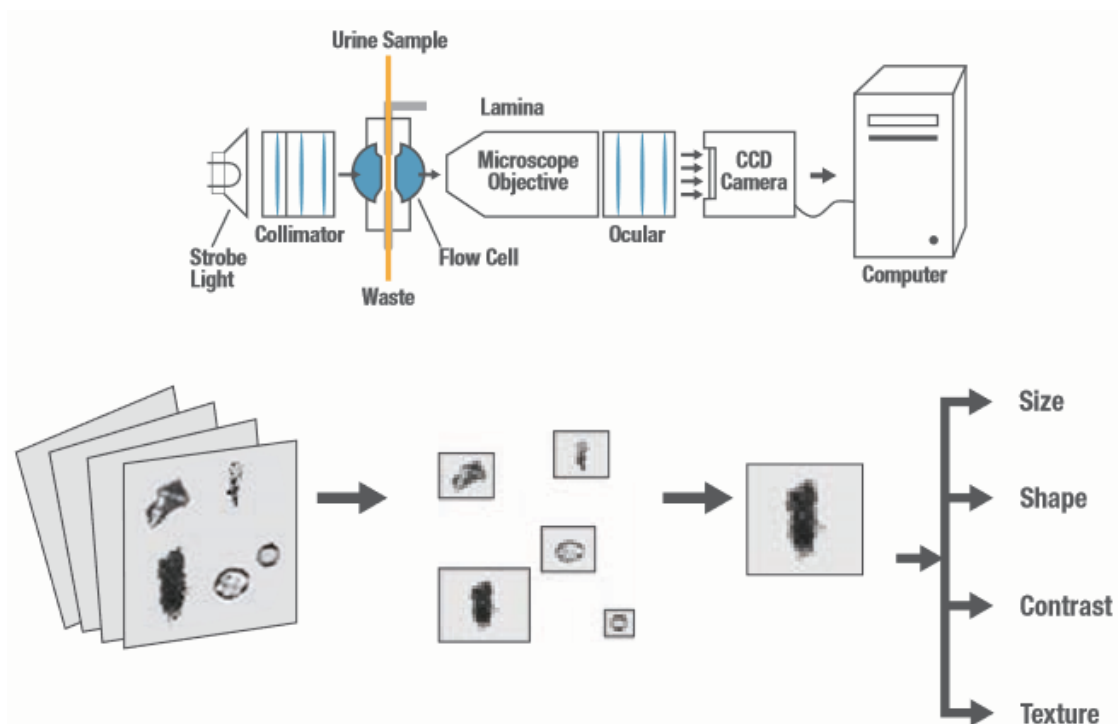 Urine Sample
Lamina
Microscope
Objective
CCD
Camera
Collimator
Ocular
Strobe
Light
Flow Cell
Computer
Waste
Size
Shape
Contrast
Texture